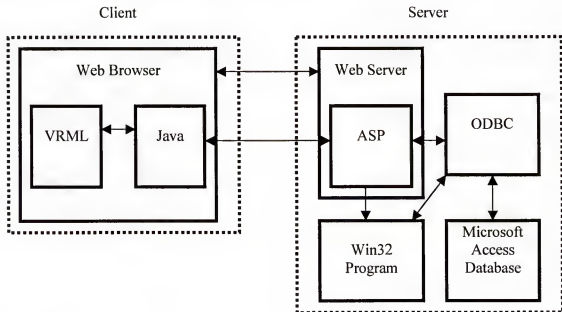 Client
Server
Web Browser
Web Server
VRML
Java
ASP
ODBC
Win32
Program
Microsoft
Access
Database